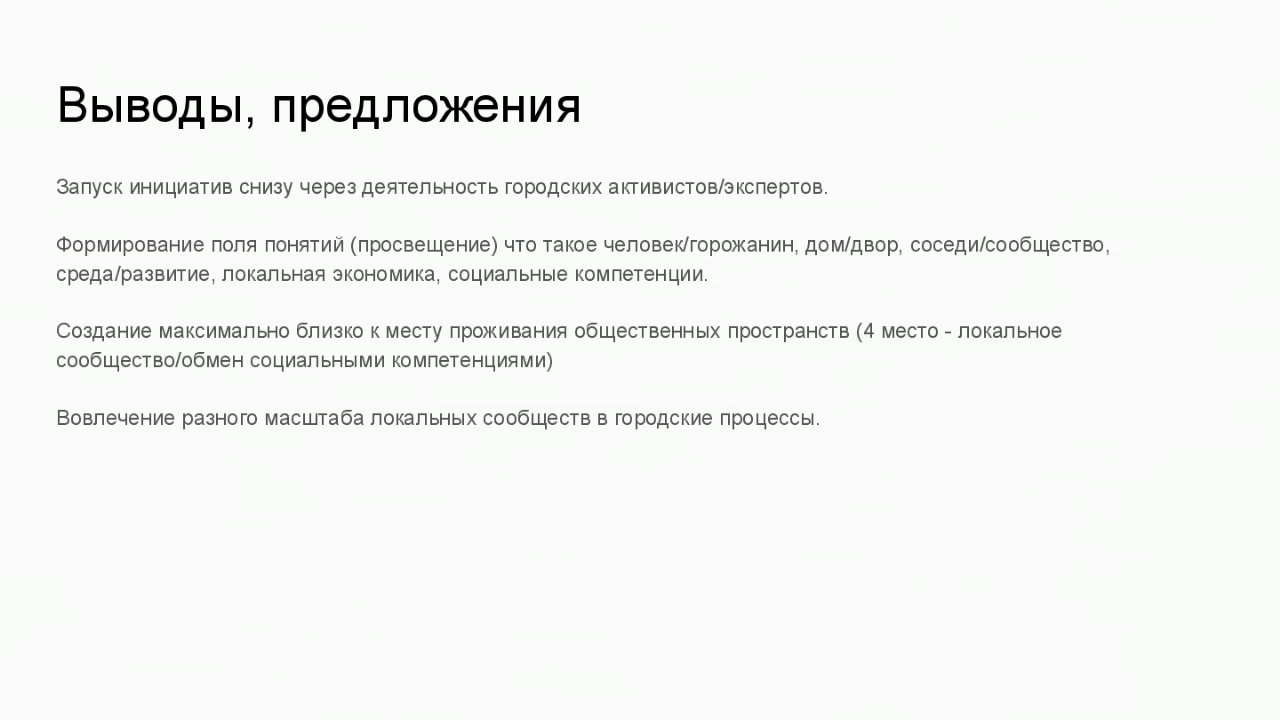 Выводы, предложения
Запуск инициатив снизу через деятельность городских активистов/экспертов.
Формирование поля понятий (просвещение) что такое человек/горожанин, дом/двор, соседи/сообщество,
среда/развитие, локальная экономика, социальные компетенции.
Создание максимально близко к месту проживания общественных пространств (4 место - локальное
сообщество/обмен социальными компетенциями)
Вовлечение разного масштаба локальных сообществ в городские процессы.